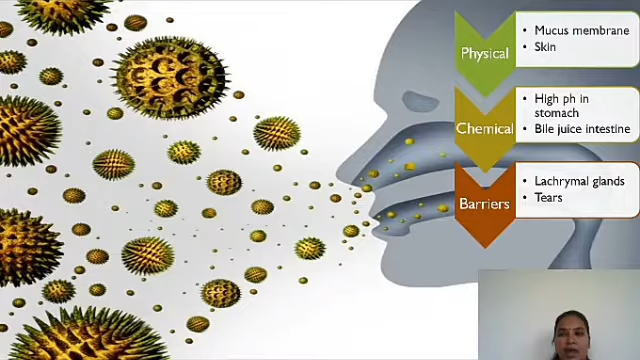 Physical
• Mucus membrane
• Skin
Chemical
• High ph in
stomach
• Bile juice intestine
Barriers
• Lachrymal glands
• Tears